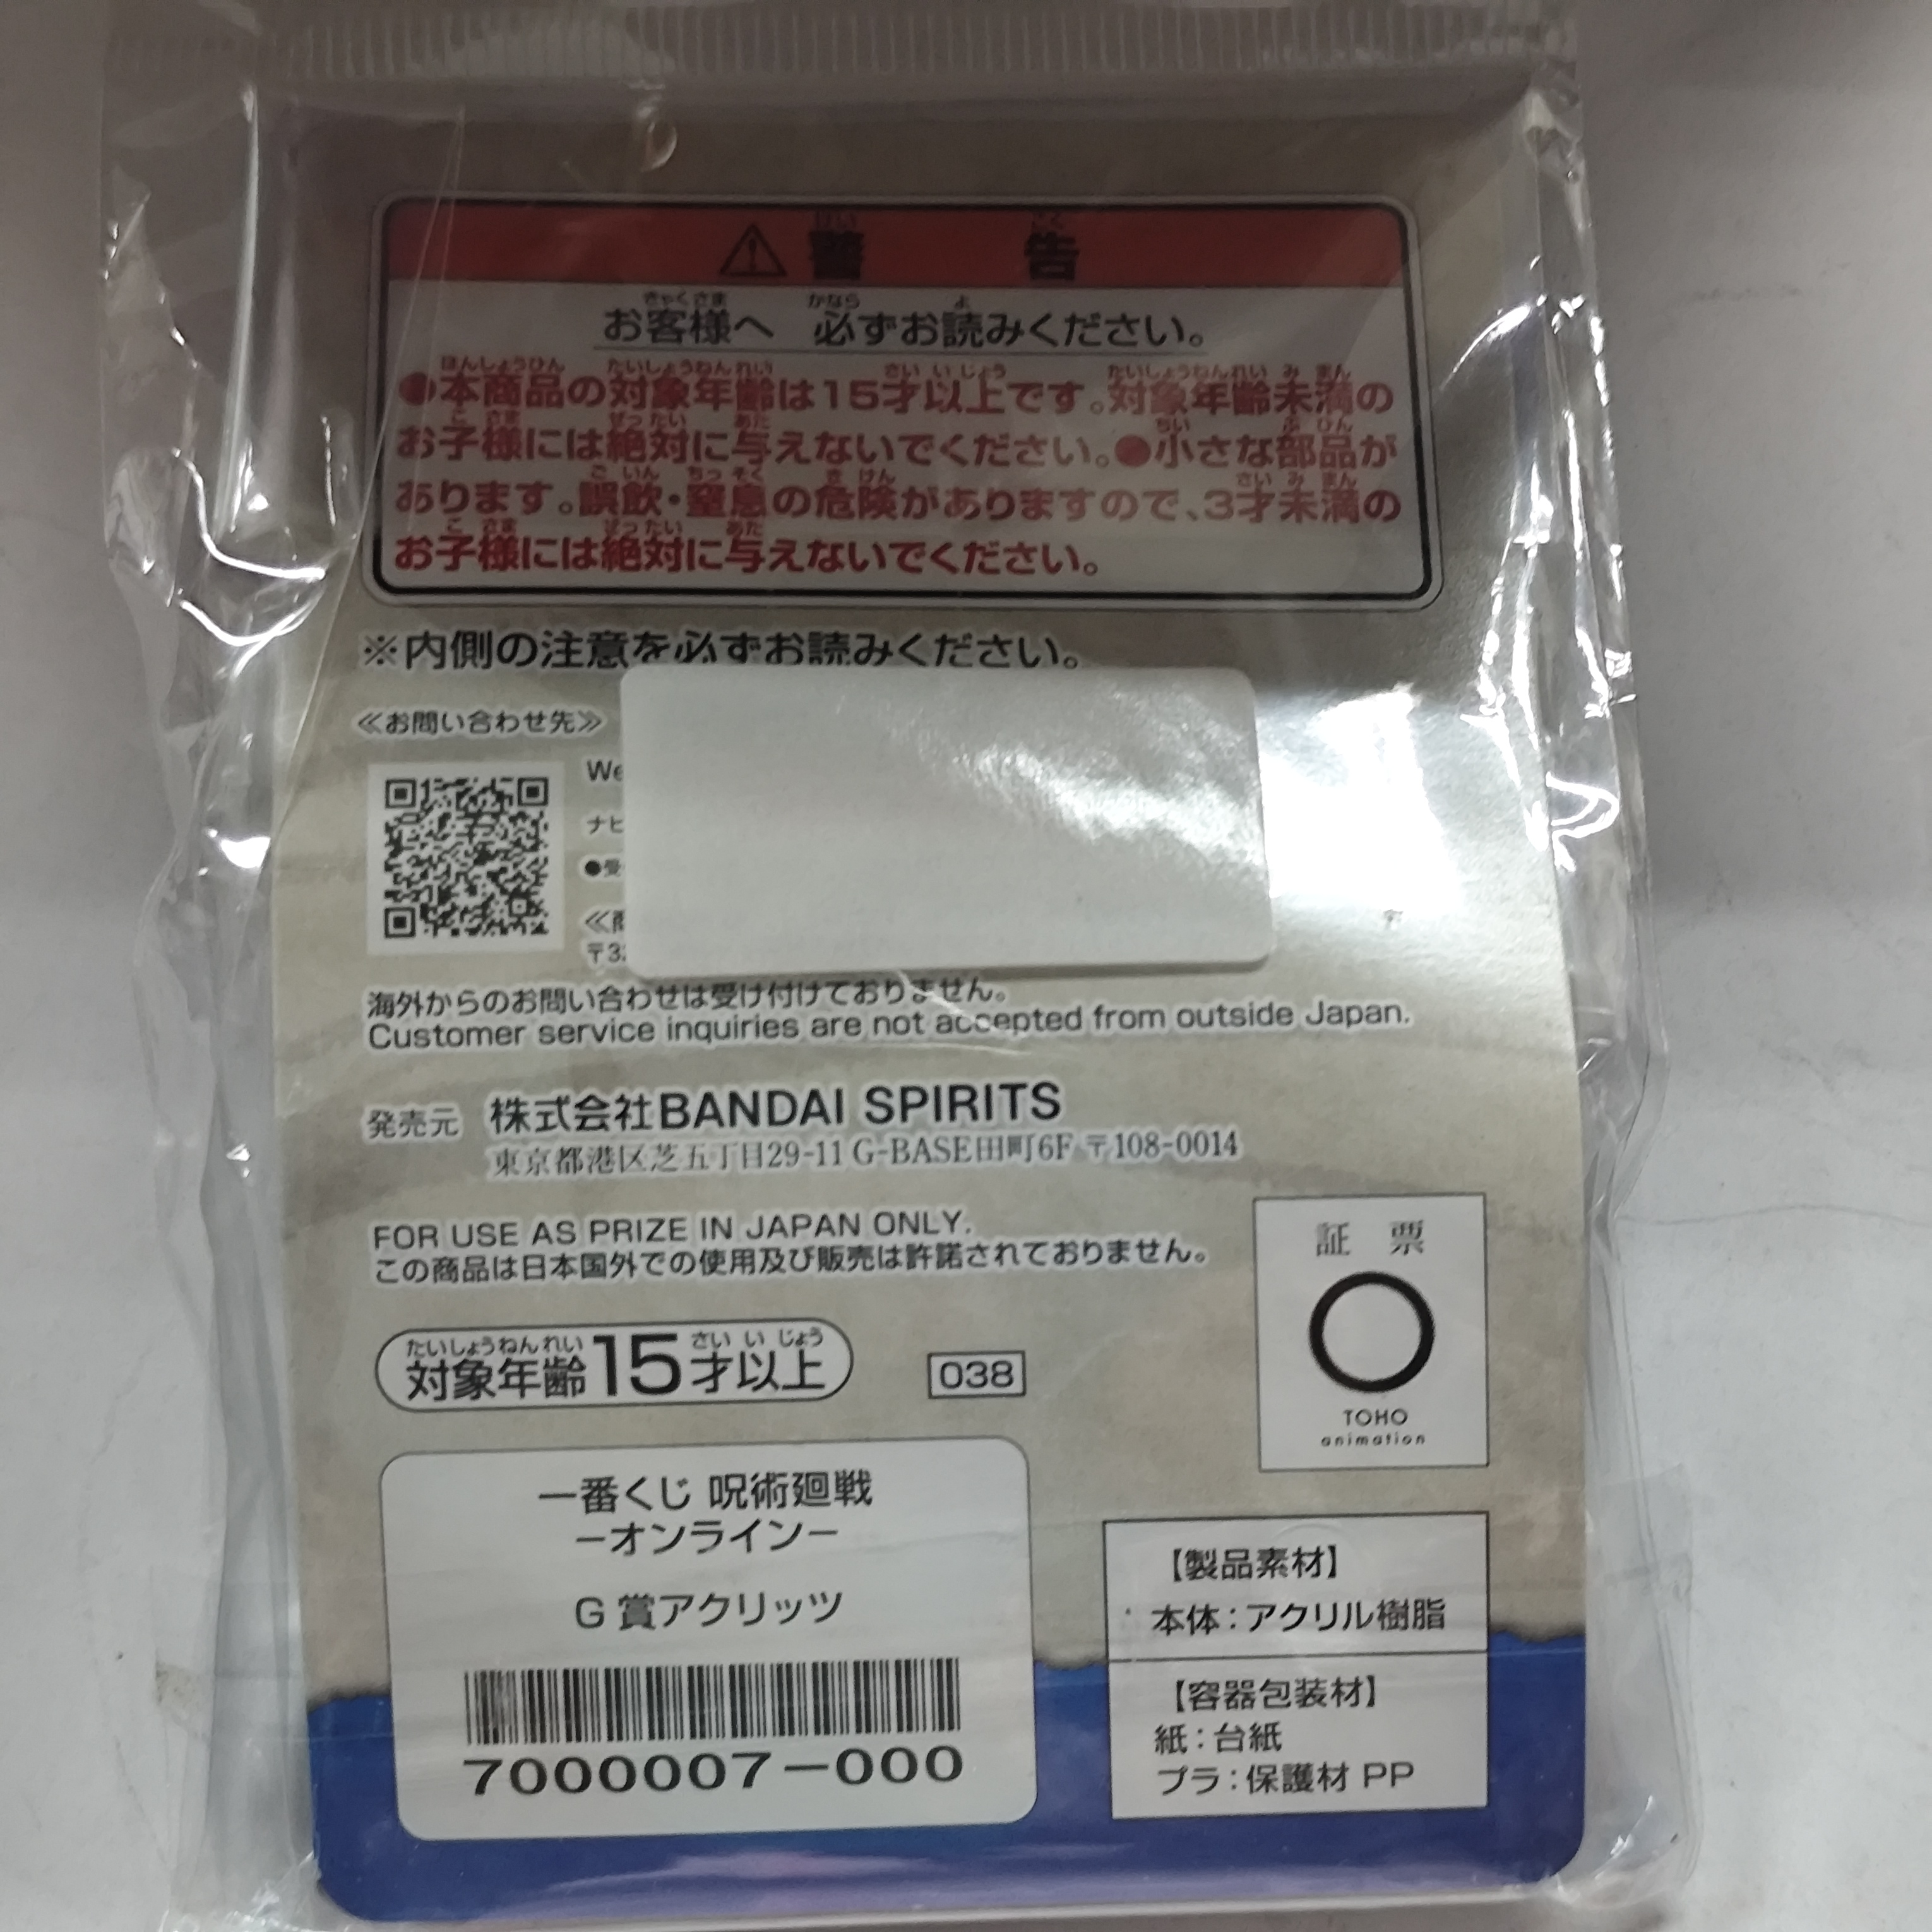 警 告
お客様へ 必ずお読みください。
●本商品の対象年齢は15才以上です。対象年齢未満の
お子様には絶対に与えないでください。●小さな部品が
あります。誤飲・窒息の危険がありますので、3才未満の
お子様には絶対に与えないでください。
※内側の注意を必ずお読みください。
≪お問い合わせ先≫
海外からのお問い合わせは受け付けておりません。
Customer service inquiries are not accepted from outside Japan.
発売元 株式会社BANDAI SPIRITS
東京都港区芝五丁目29-11 G-BASE田町6F 〒108-0014
FOR USE AS PRIZE IN JAPAN ONLY.
この商品は日本国外での使用及び販売は許諾されておりません。
対象年齢15才以上
038
証 票
TOHO
animation
一番くじ 呪術廻戦
－オンライン－
G 賞アクリッツ
7000007-000
【製品素材】
本体：アクリル樹脂
【容器包装材】
紙：台紙
プラ：保護材 PP